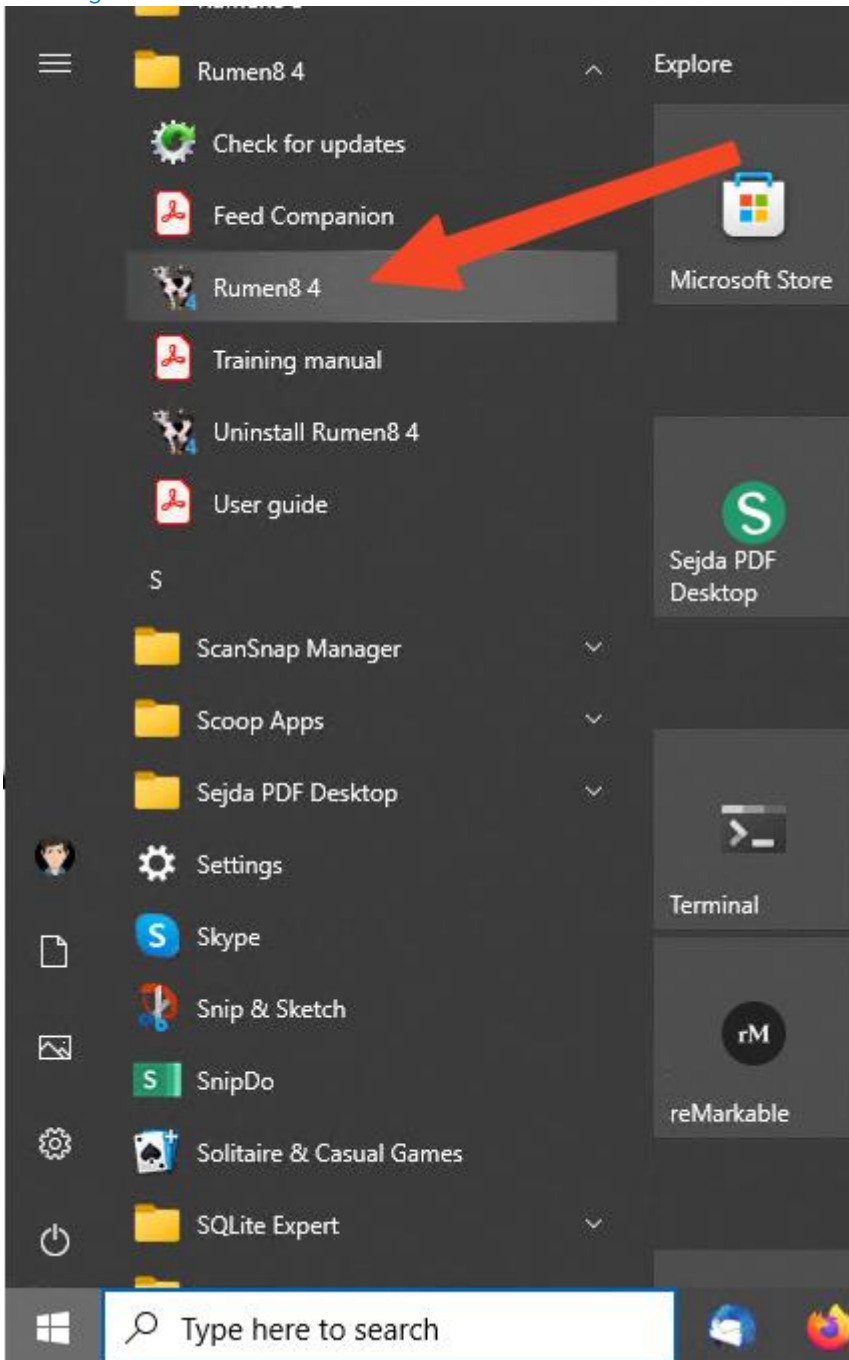 Rumen8 4
Explore
Check for updates
Feed Companion
Rumen8 4
Microsoft Store
Training manual
Uninstall Rumen8 4
User guide
Sejda PDF
Desktop
S
ScanSnap Manager
Scoop Apps
Sejda PDF Desktop
Settings
Terminal
Skype
Snip & Sketch
rM
SnipDo
reMarkable
Solitaire & Casual Games
SQLite Expert
Type here to search